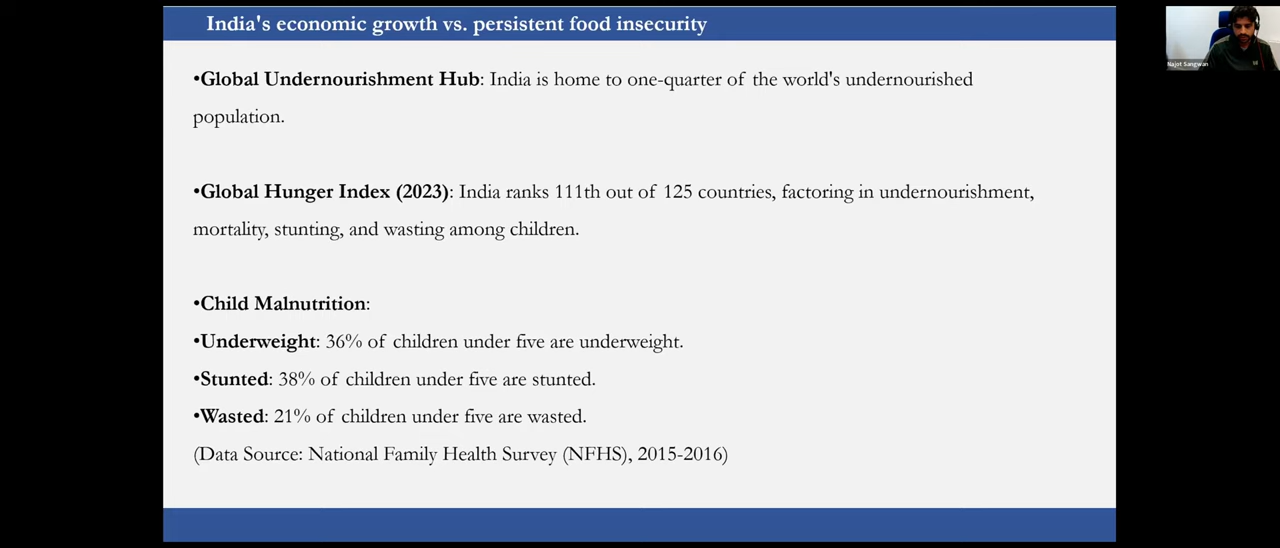 India's economic growth vs. persistent food insecurity
•Global Undernourishment Hub: India is home to one-quarter of the world's undernourished
population.
•Global Hunger Index (2023): India ranks 111th out of 125 countries, factoring in undernourishment,
mortality, stunting, and wasting among children.
•Child Malnutrition:
•Underweight: 36% of children under five are underweight.
•Stunted: 38% of children under five are stunted.
•Wasted: 21% of children under five are wasted.
(Data Source: National Family Health Survey (NFHS), 2015-2016)
Najot Sangwan